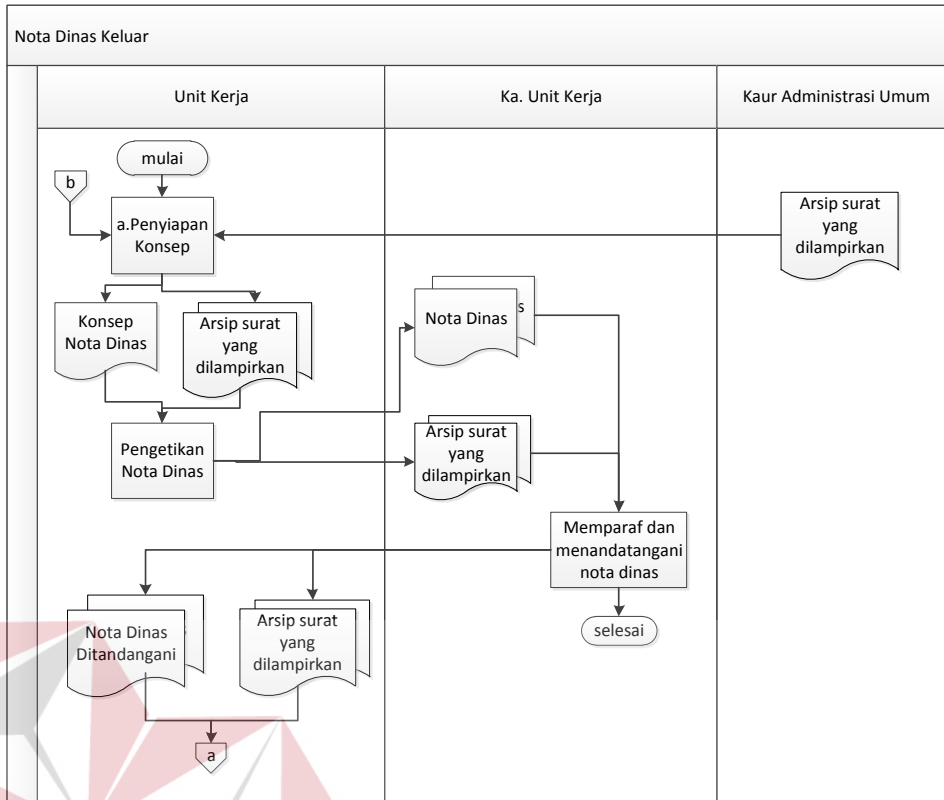 Nota Dinas Keluar
Unit Kerja
Ka. Unit Kerja
Kaur Administrasi Umum
mulai
b
a.Penyiapan
Konsep
Arsip surat
yang
dilampirkan
Konsep
Nota Dinas
Arsip surat
yang
dilampirkan
Nota Dinas
s
Pengetikan
Nota Dinas
Arsip surat
yang
dilampirkan
Memparaf dan
menandatangani
nota dinas
selesai
Nota Dinas
Ditandangani
Arsip surat
yang
dilampirkan
a